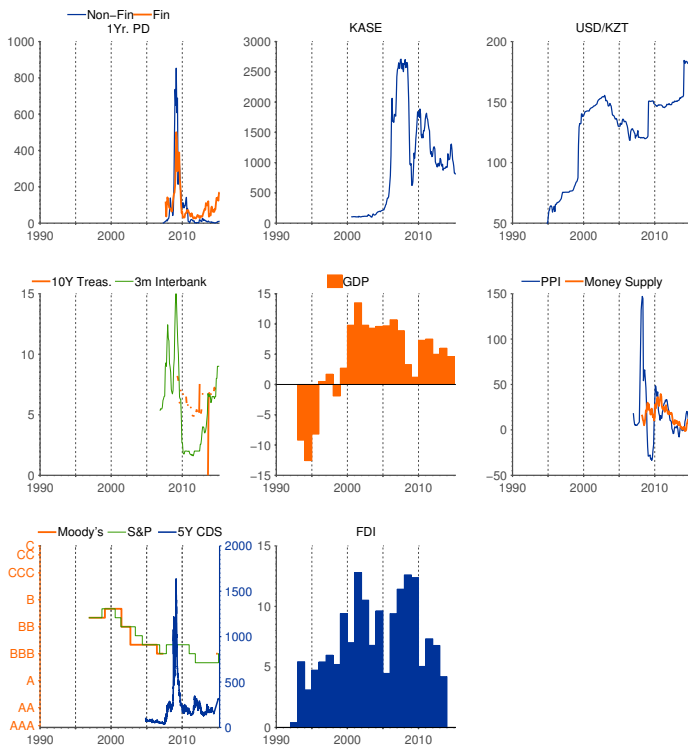 Non−Fin Fin
1Yr. PD
1000
800
600
400
200
0
1990 2000 2010
KASE
3000
2500
2000
1500
1000
500
0
1990 2000 2010
USD/KZT
200
150
100
50
1990 2000 2010
10Y Treas. 3m Interbank
15
10
5
0
1990 2000 2010
GDP
15
10
5
0
−5
−10
−15
1990 2000 2010
PPI Money Supply
150
100
50
0
−50
1990 2000 2010
Moody's S&P 5Y CDS
C
CC
CCC
B
BB
BBB
A
AA
AAA
2000
1500
1000
500
0
1990 2000 2010
FDI
15
10
5
0
1990 2000 2010